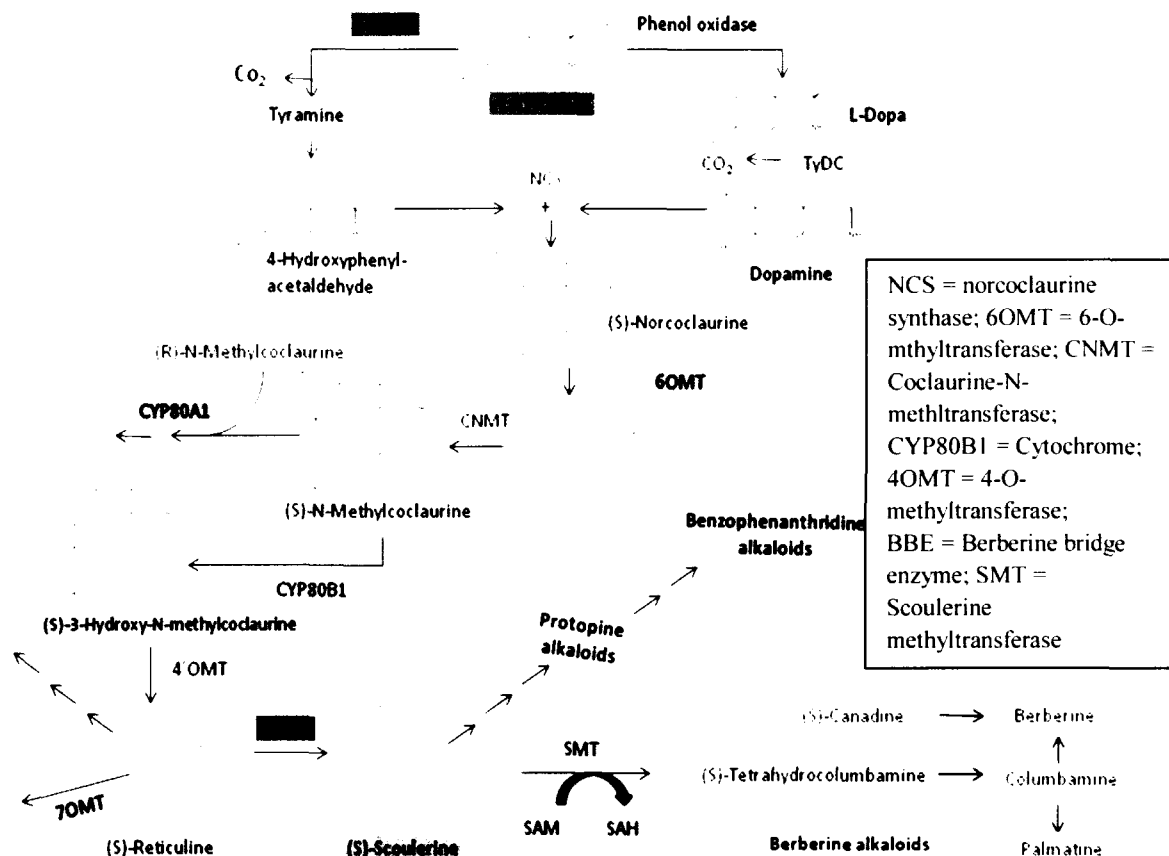 Phenol oxidase
CO2
Tyramine
L-Dopa
CO2
TyDC
NCS
+
4-Hydroxyphenyl-
acetaldehyde
Dopamine
(S)-Norcoclaurine
(R)-N-Methylcoclaurine
6OMT
CYP80A1
CNMT
(S)-N-Methylcoclaurine
CYP80B1
(S)-3-Hydroxy-N-methylcoclaurine
4'OMT
Benzophenanthridine
alkaloids
Protopine
alkaloids
NCS = norcoclaurine
synthase; 6OMT = 6-O-
mthyltransferase; CNMT =
Coclaurine-N-
methltransferase;
CYP80B1 = Cytochrome;
4OMT = 4-O-
methyltransferase;
BBE = Berberine bridge
enzyme; SMT =
Scoulerine
methyltransferase
(S)-Canadine
Berberine
SMT
(S)-Tetrahydrocolumbamine
Columbamine
7OMT
SAM
SAH
(S)-Reticuline
(S)-Scoulerine
Berberine alkaloids
Palmatine